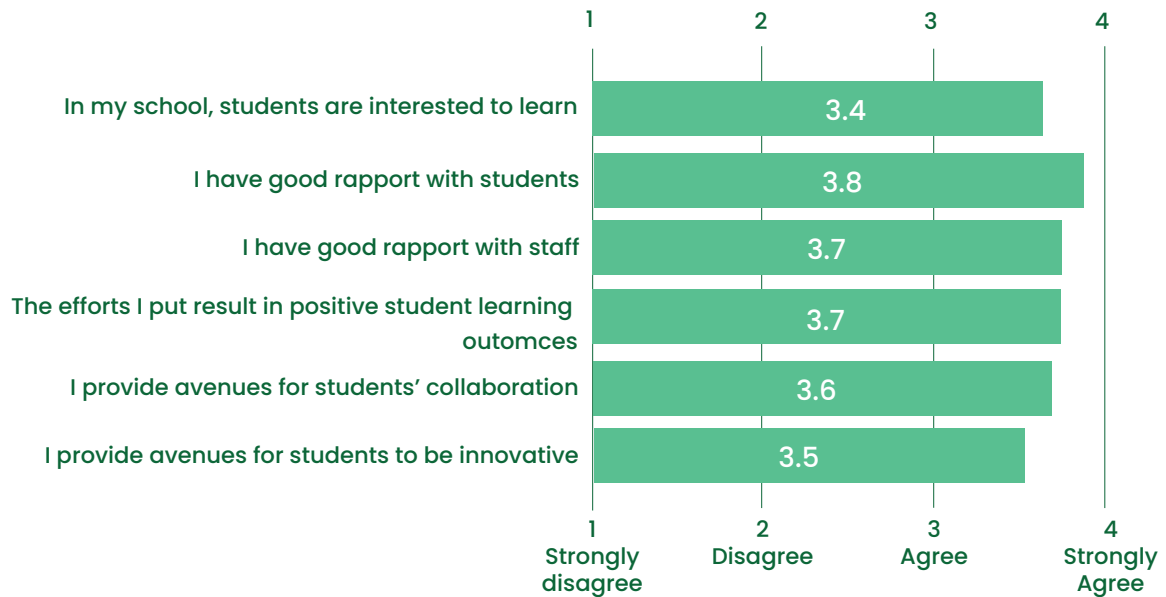 1 2 3 4
In my school, students are interested to learn 3.4
I have good rapport with students 3.8
I have good rapport with staff 3.7
The efforts I put result in positive student learning
outomces 3.7
I provide avenues for students’ collaboration 3.6
I provide avenues for students to be innovative 3.5
1 2 3 4
Strongly Disagree Agree Strongly
disagree Agree